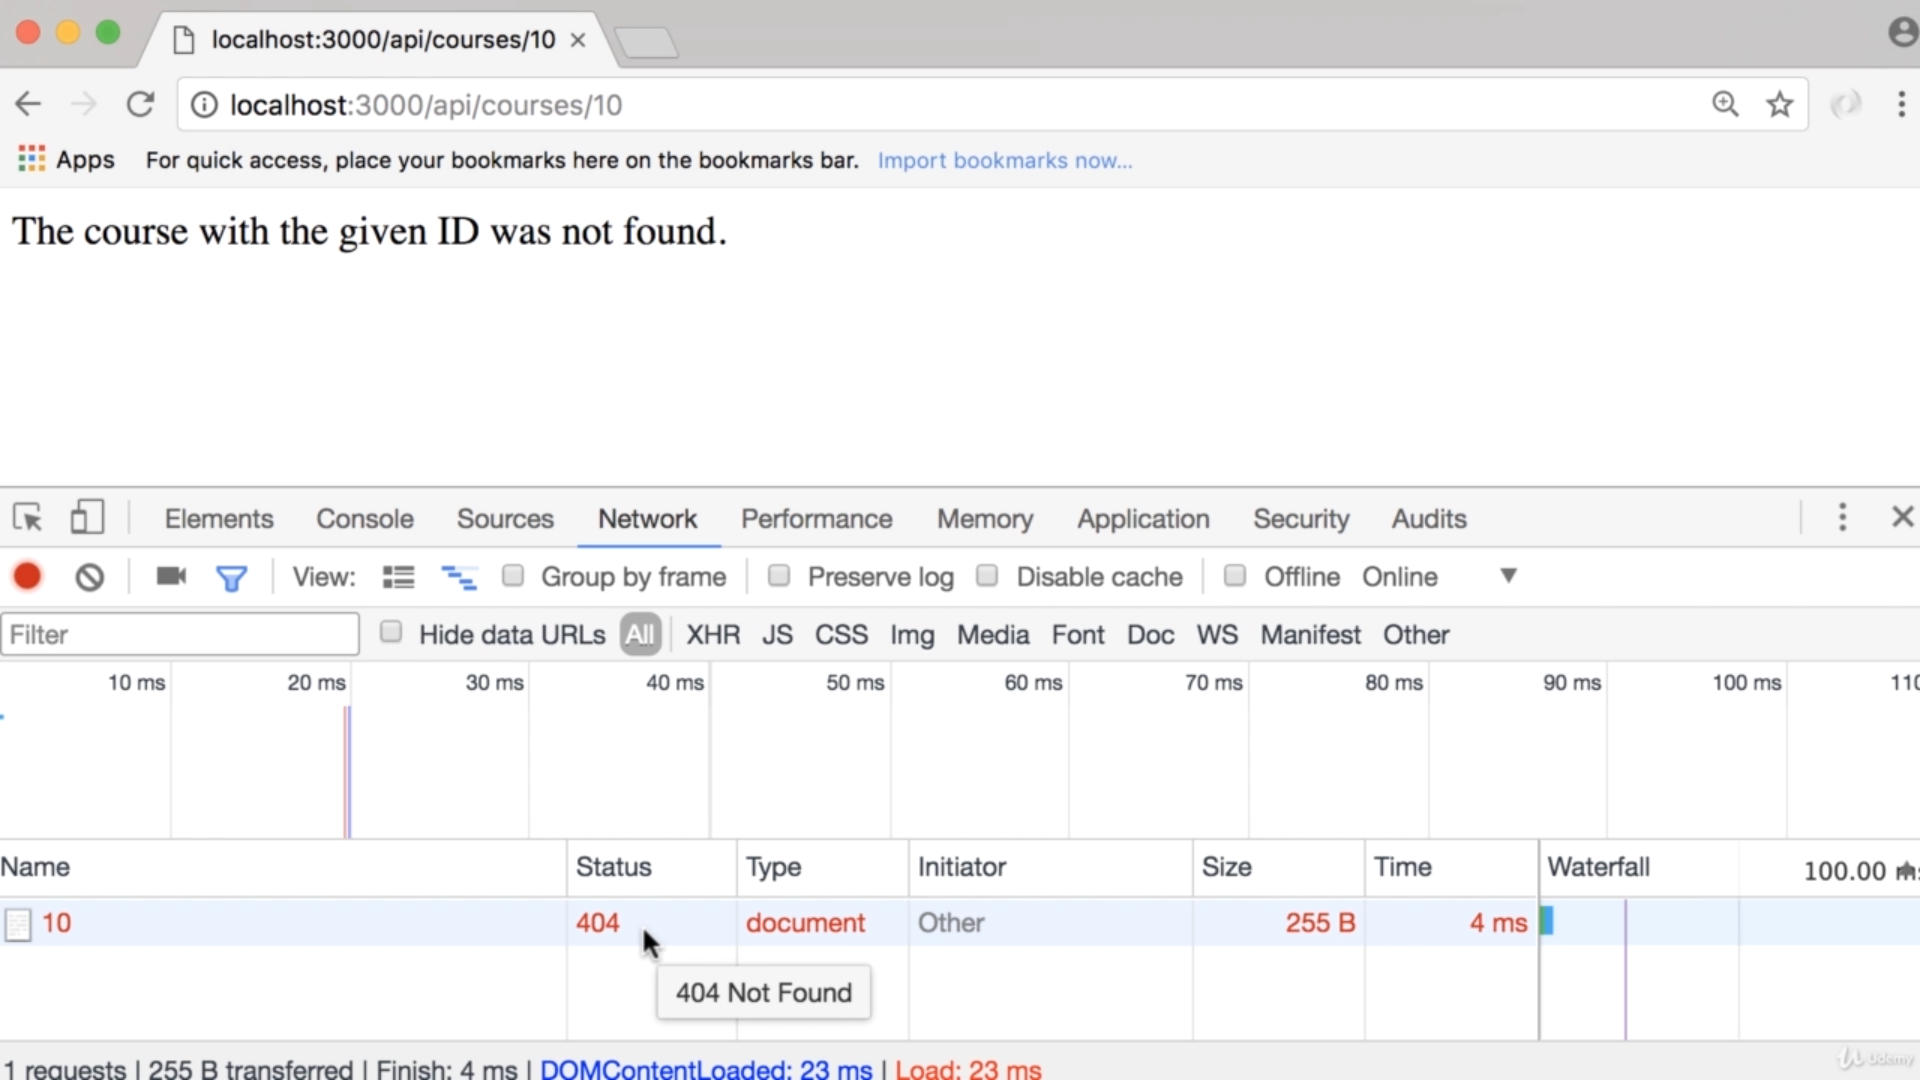 localhost:3000/api/courses/10
localhost:3000/api/courses/10
Apps For quick access, place your bookmarks here on the bookmarks bar. Import bookmarks now...
The course with the given ID was not found.
Elements Console Sources Network Performance Memory Application Security Audits
View: Group by frame Preserve log Disable cache Offline Online
Filter Hide data URLs All XHR JS CSS Img Media Font Doc WS Manifest Other
10 ms 20 ms 30 ms 40 ms 50 ms 60 ms 70 ms 80 ms 90 ms 100 ms 110
Name Status Type Initiator Size Time Waterfall 100.00
10 404 document Other 255 B 4 ms
404 Not Found
1 requests | 255 B transferred | Finish: 4 ms | DOMContentLoaded: 23 ms | Load: 23 ms
Udemy